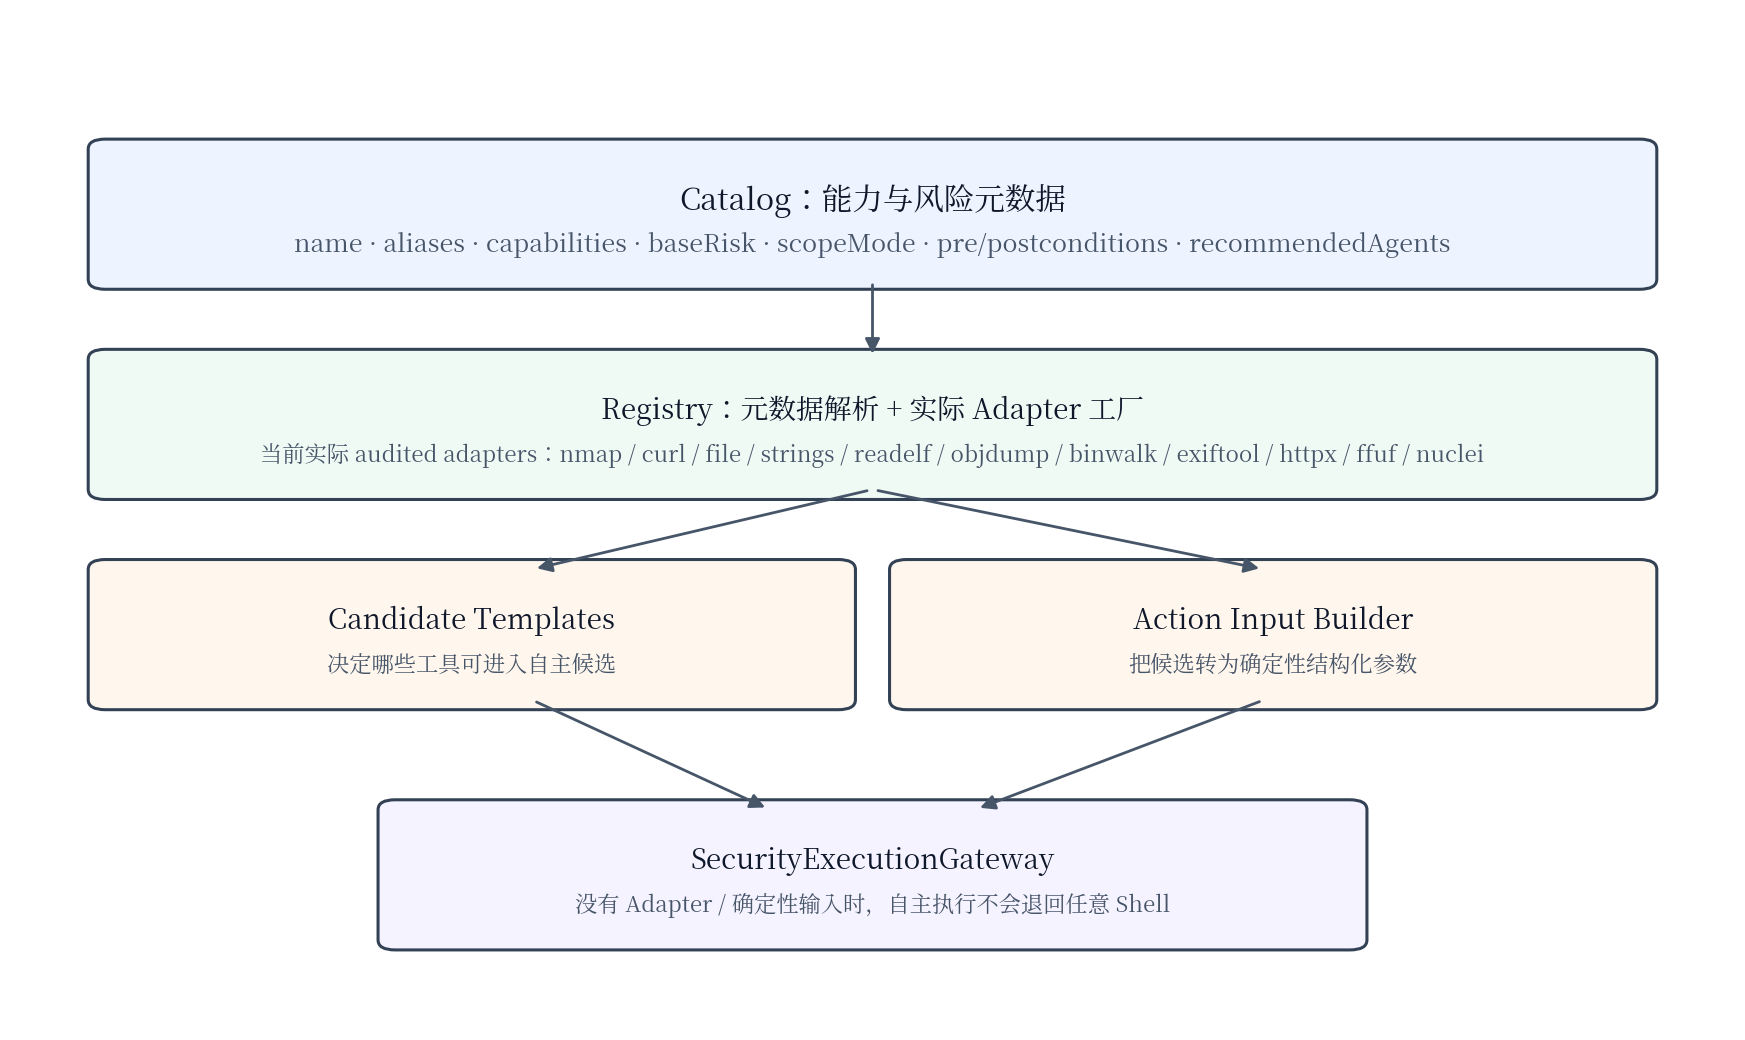 Catalog：能力与风险元数据
name · aliases · capabilities · baseRisk · scopeMode · pre/postconditions · recommendedAgents
Registry：元数据解析 + 实际 Adapter 工厂
当前实际 audited adapters：nmap / curl / file / strings / readelf / objdump / binwalk / exiftool / httpx / ffuf / nuclei
Candidate Templates
决定哪些工具可进入自主候选
Action Input Builder
把候选转为确定性结构化参数
SecurityExecutionGateway
没有 Adapter / 确定性输入时，自主执行不会退回任意 Shell